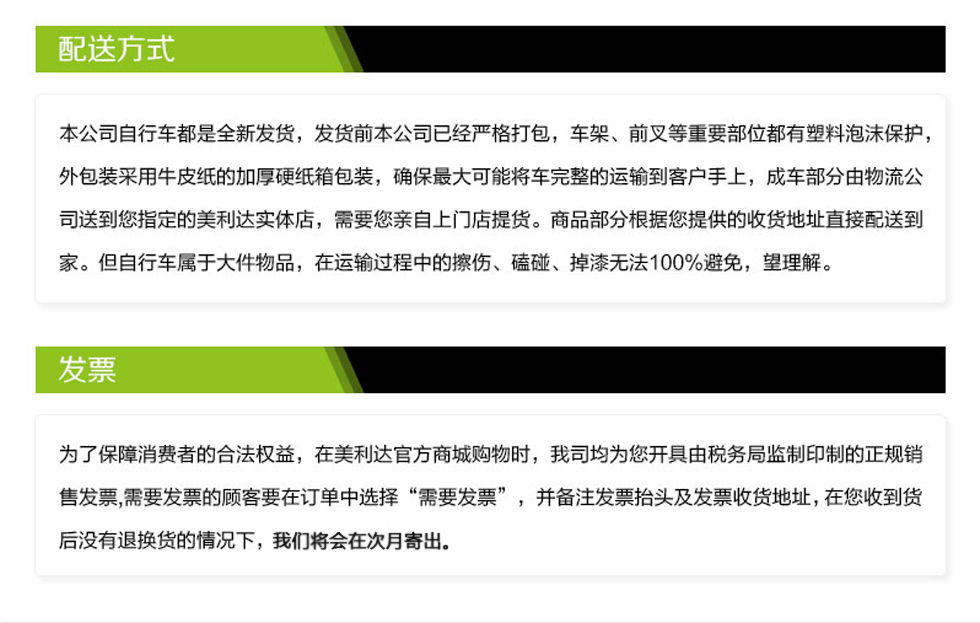 配送方式
本公司自行车都是全新发货，发货前本公司已经严格打包，车架、前叉等重要部位都有塑料泡沫保护，
外包装采用牛皮纸的加厚硬纸箱包装，确保最大可能将车完整的运输到客户手上，成车部分由物流公
司送到您指定的美利达实体店，需要您亲自上门店提货。商品部分根据您提供的收货地址直接配送到
家。但自行车属于大件物品，在运输过程中的擦伤、磕碰、掉漆无法100%避免，望理解。
发票
为了保障消费者的合法权益，在美利达官方商城购物时，我司均为您开具由税务局监制印制的正规销
售发票,需要发票的顾客要在订单中选择“需要发票”，并备注发票抬头及发票收货地址,在您收到货
后没有退换货的情况下，我们将会在次月寄出。